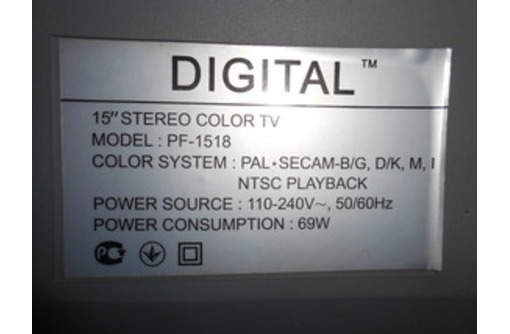 DIGITAL™
15" STEREO COLOR TV
MODEL : PF-1518
COLOR SYSTEM : PAL·SECAM-B/G, D/K, M, I
NTSC PLAYBACK
POWER SOURCE : 110-240V~, 50/60Hz
POWER CONSUMPTION : 69W